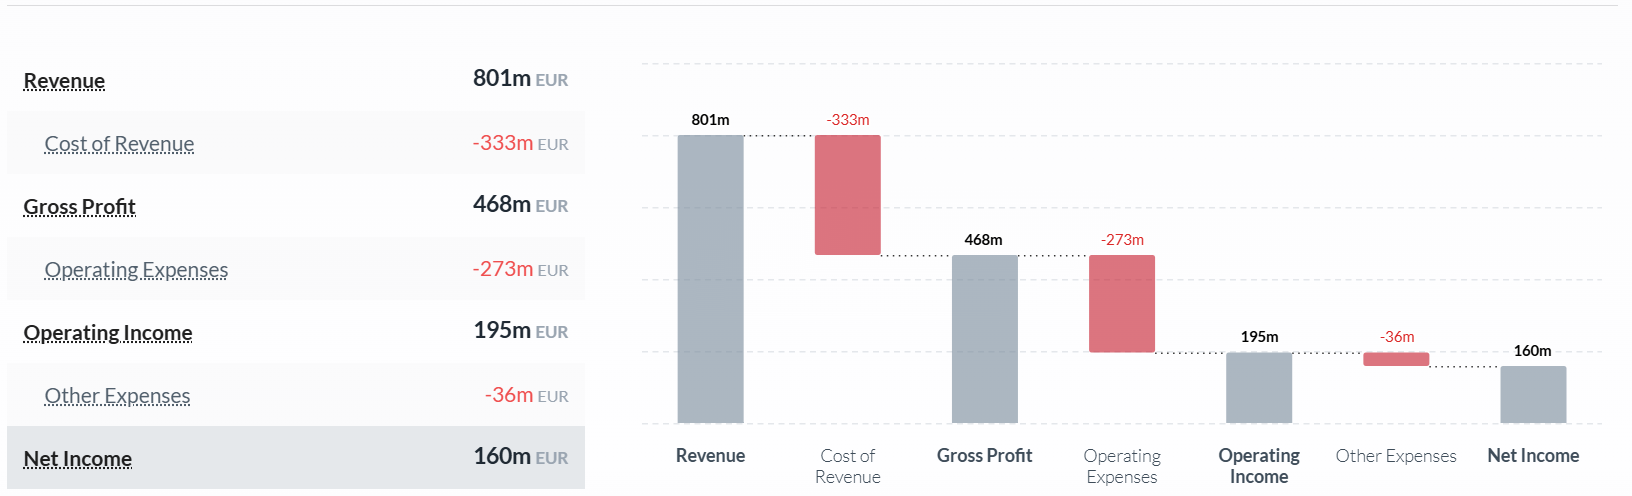 Revenue 801m EUR
Cost of Revenue -333m EUR
Gross Profit 468m EUR
Operating Expenses -273m EUR
Operating Income 195m EUR
Other Expenses -36m EUR
Net Income 160m EUR
801m
-333m
468m
-273m
195m
-36m
160m
Revenue
Cost of
Revenue
Gross Profit
Operating
Expenses
Operating
Income
Other Expenses
Net Income